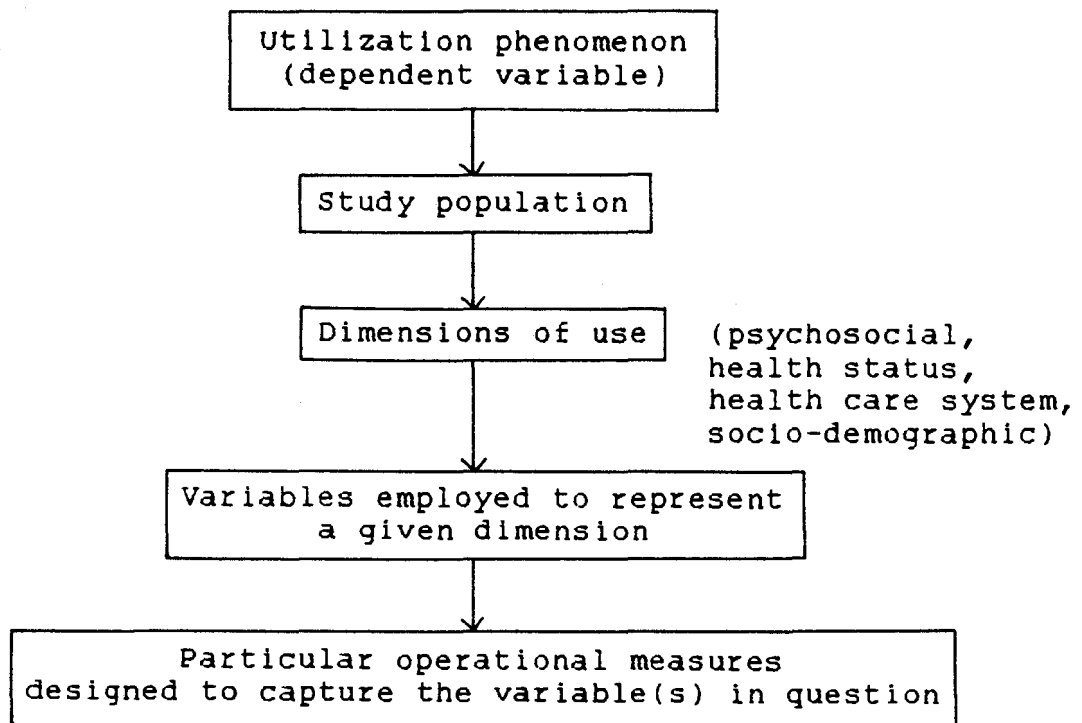 Utilization phenomenon
(dependent variable)
Study population
Dimensions of use
(psychosocial,
health status,
health care system,
socio-demographic)
Variables employed to represent
a given dimension
Particular operational measures
designed to capture the variable(s) in question